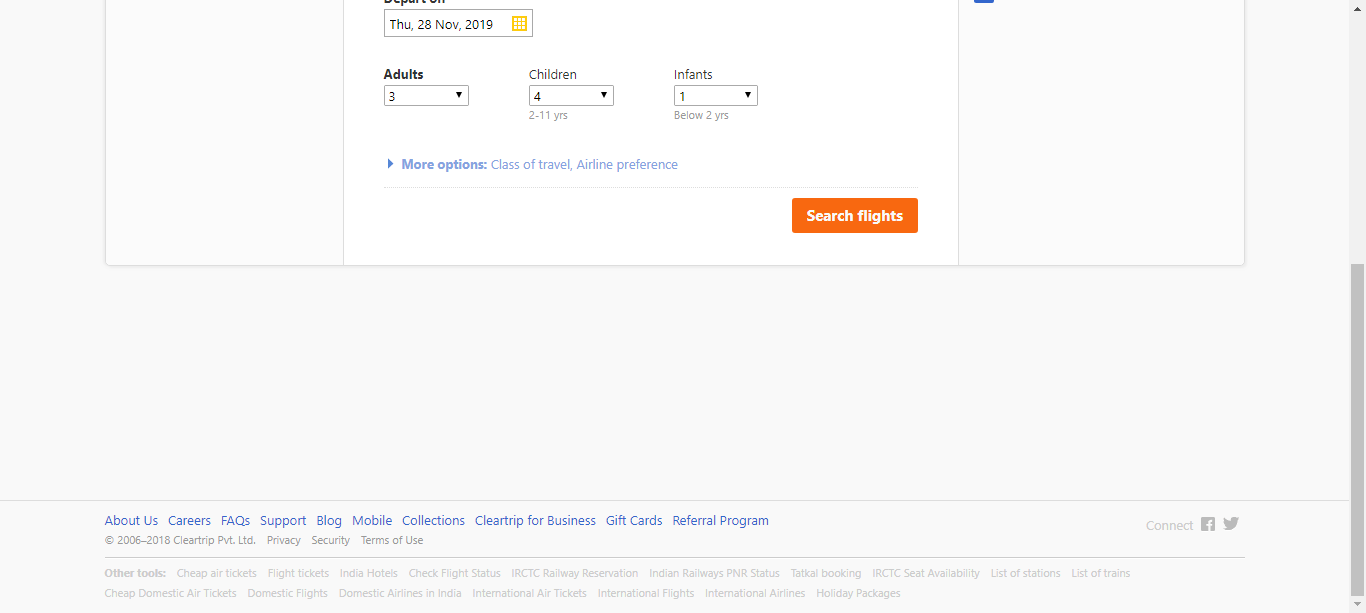 Depart on
Thu, 28 Nov, 2019
Adults Children Infants
3 4 1
2-11 yrs Below 2 yrs
More options: Class of travel, Airline preference
Search flights
About Us Careers FAQs Support Blog Mobile Collections Cleartrip for Business Gift Cards Referral Program
Connect
© 2006–2018 Cleartrip Pvt. Ltd. Privacy Security Terms of Use
Other tools: Cheap air tickets Flight tickets India Hotels Check Flight Status IRCTC Railway Reservation Indian Railways PNR Status Tatkal booking IRCTC Seat Availability List of stations List of trains
Cheap Domestic Air Tickets Domestic Flights Domestic Airlines in India International Air Tickets International Flights International Airlines Holiday Packages